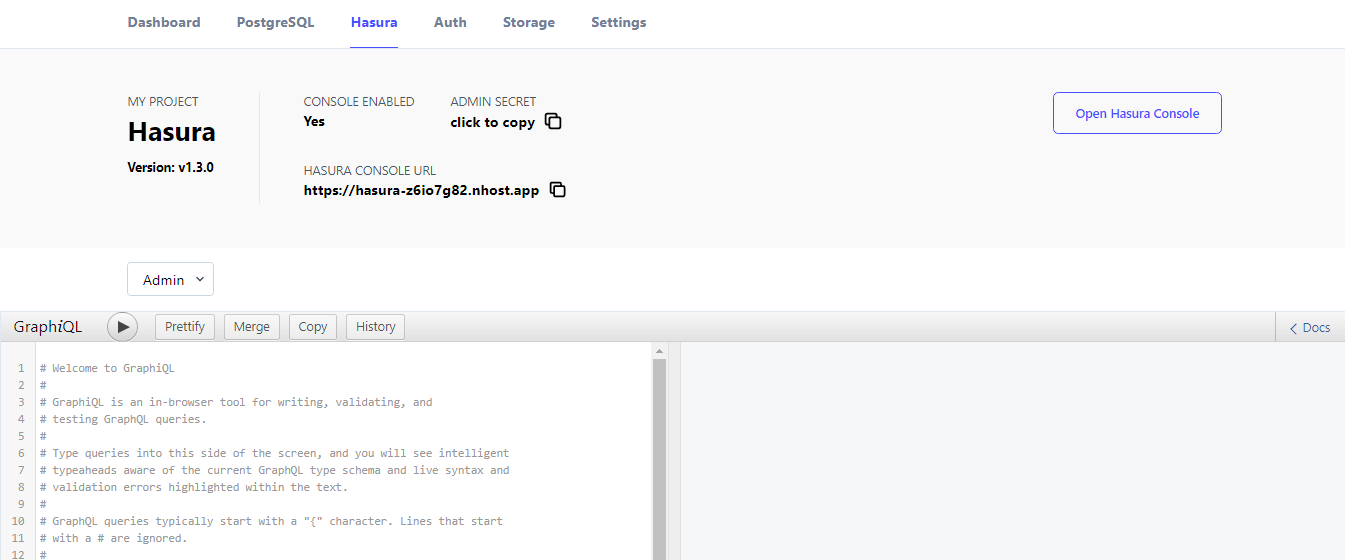 Dashboard PostgreSQL Hasura Auth Storage Settings
MY PROJECT CONSOLE ENABLED ADMIN SECRET
Hasura Yes click to copy Open Hasura Console
Version: v1.3.0
HASURA CONSOLE URL
https://hasura-z6io7g82.nhost.app
Admin
GraphiQL Prettify Merge Copy History Docs
1 # Welcome to GraphiQL
2 #
3 # GraphiQL is an in-browser tool for writing, validating, and
4 # testing GraphQL queries.
5 #
6 # Type queries into this side of the screen, and you will see intelligent
7 # typeaheads aware of the current GraphQL type schema and live syntax and
8 # validation errors highlighted within the text.
9 #
10 # GraphQL queries typically start with a "{" character. Lines that start
11 # with a # are ignored.
12 #